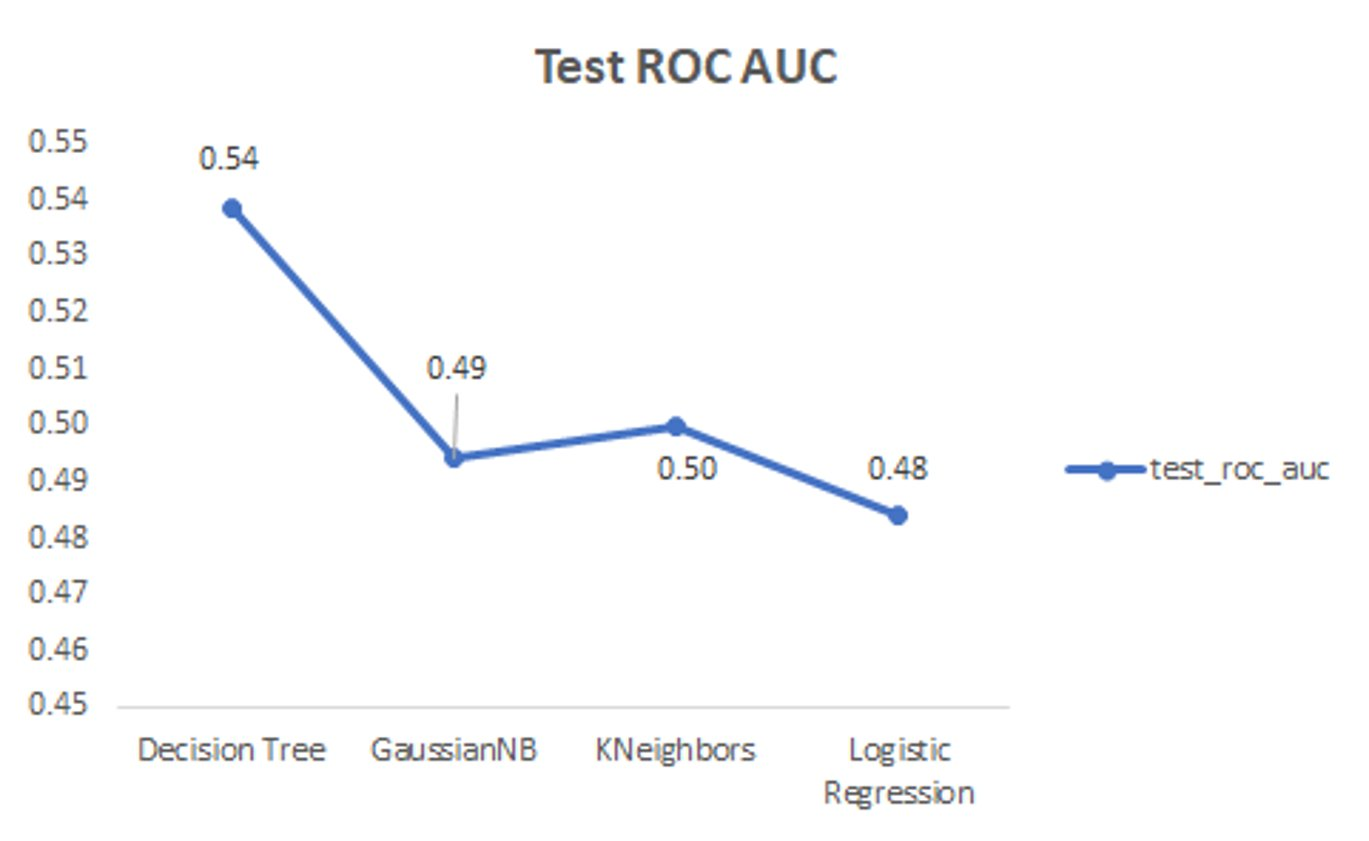 Test ROC AUC
0.55
0.54
0.54
0.53
0.52
0.51
0.49
0.50
0.49
0.50
0.48
test_roc_auc
0.48
0.47
0.46
0.45
Decision Tree
GaussianNB
KNeighbors
Logistic
Regression